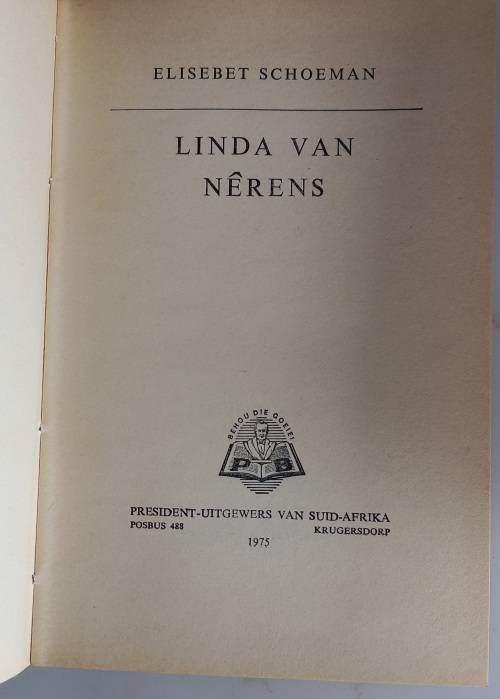 ELISEBET SCHOEMAN
LINDA VAN
NÊRENS
BEHOU DIE GOEIE!
P B
PRESIDENT-UITGEWERS VAN SUID-AFRIKA
POSBUS 488 KRUGERSDORP
1975